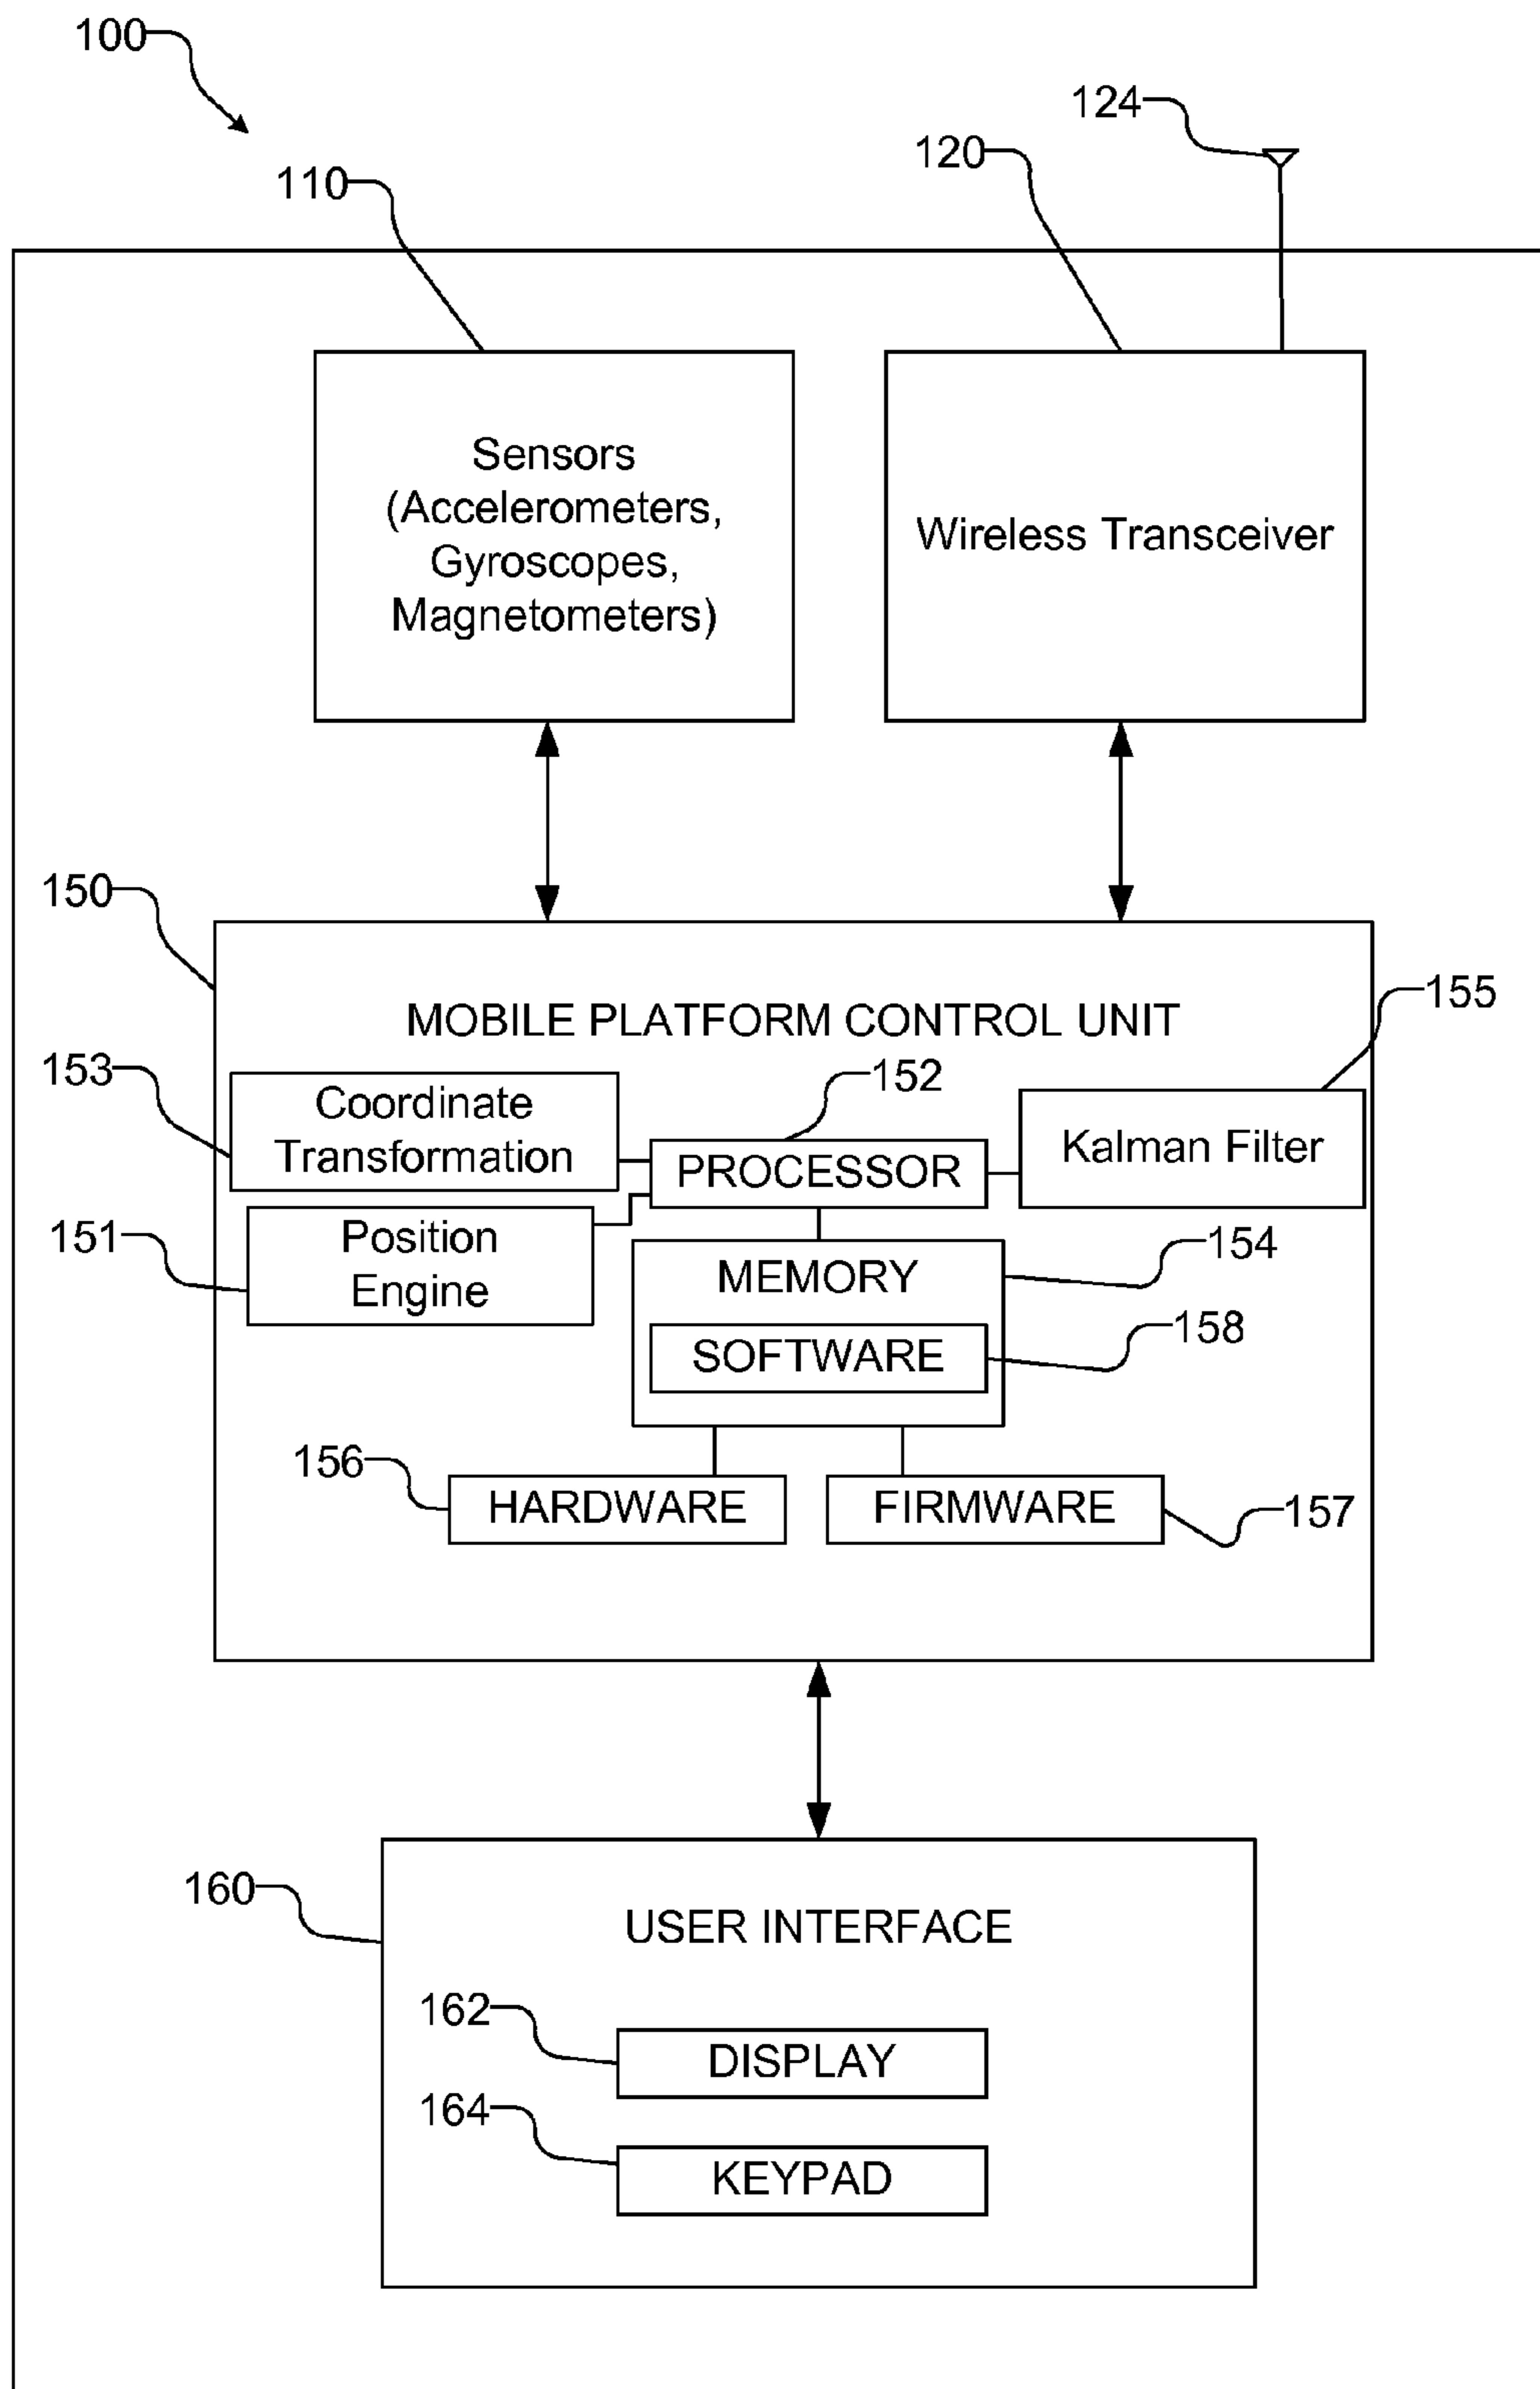 100
124
120
110
Sensors
(Accelerometers,
Gyroscopes,
Magnetometers)
Wireless Transceiver
150
155
MOBILE PLATFORM CONTROL UNIT
153
152
Coordinate
Transformation
PROCESSOR
Kalman Filter
151
Position
Engine
154
MEMORY
158
SOFTWARE
156
HARDWARE
FIRMWARE
157
160
USER INTERFACE
162
DISPLAY
164
KEYPAD